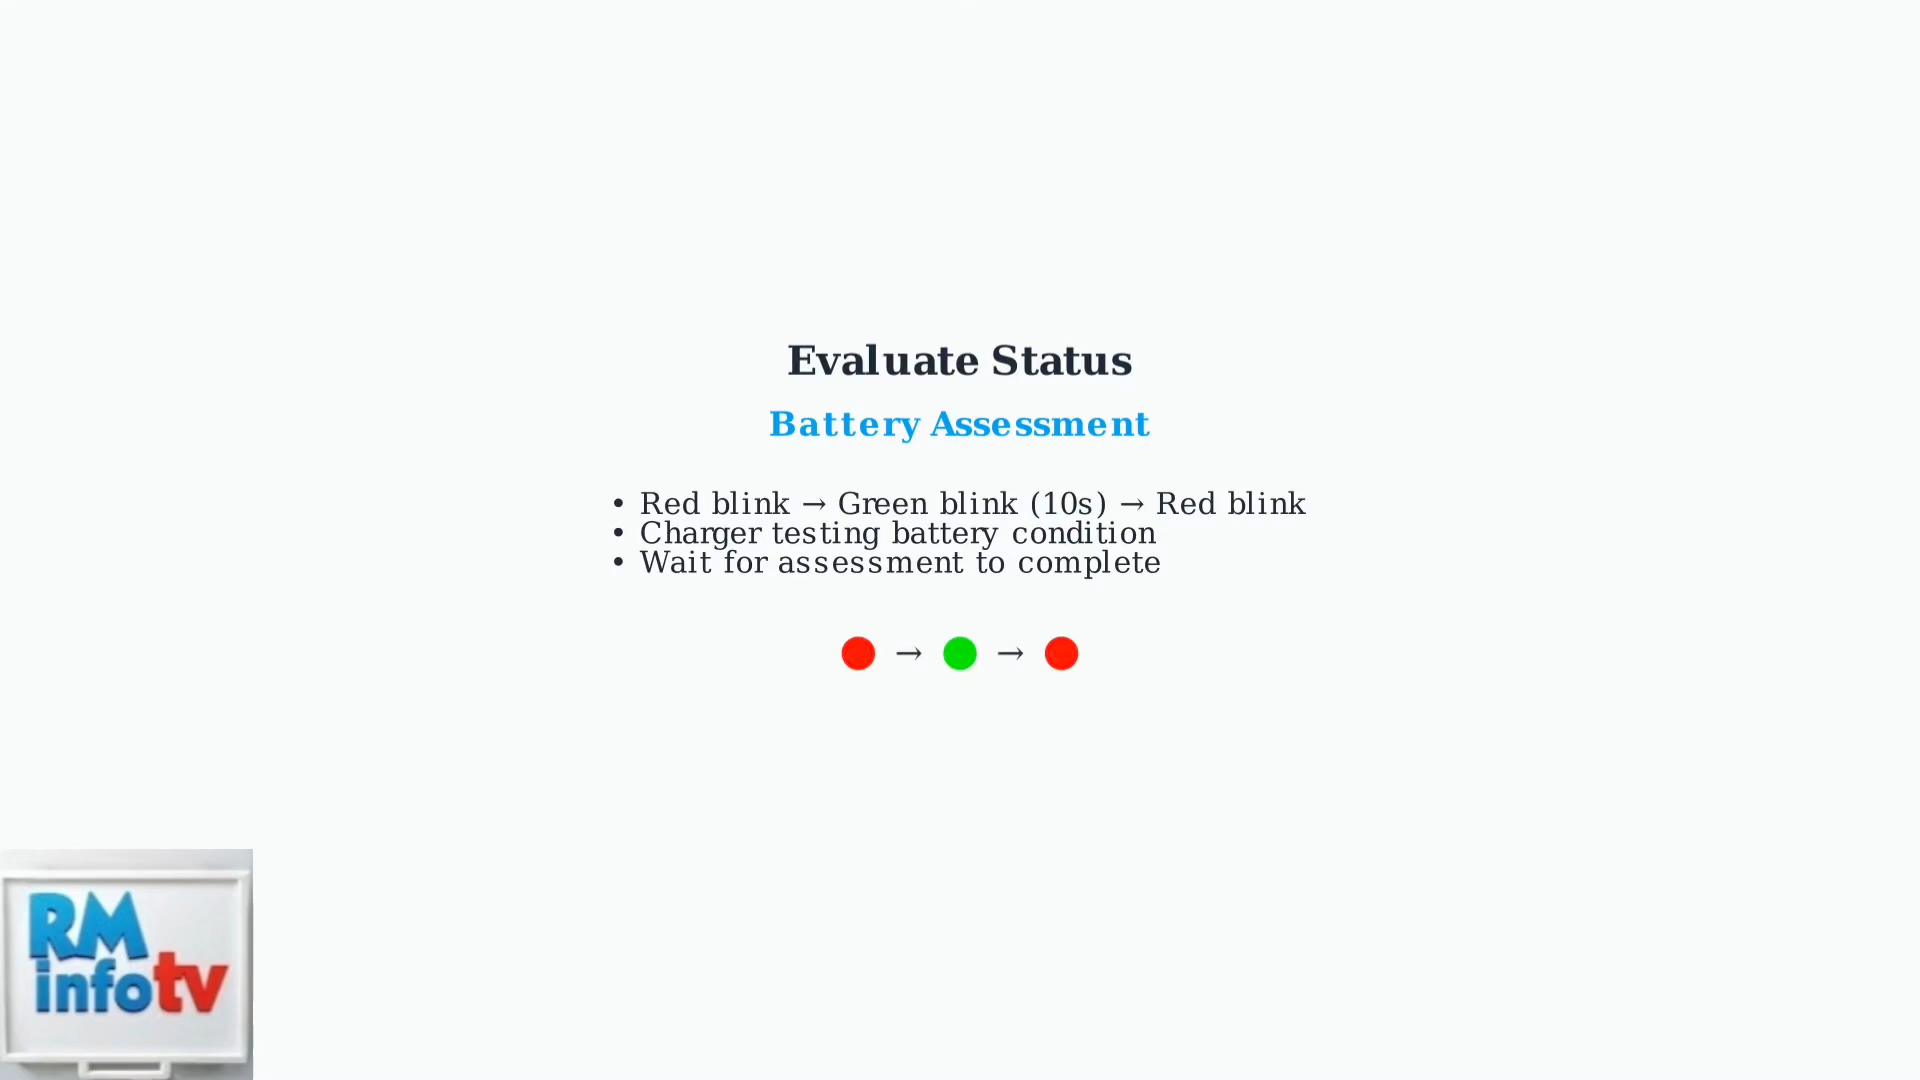 Evaluate Status
Battery Assessment
• Red blink → Green blink (10s) → Red blink
• Charger testing battery condition
• Wait for assessment to complete
→ →
RM
infotv